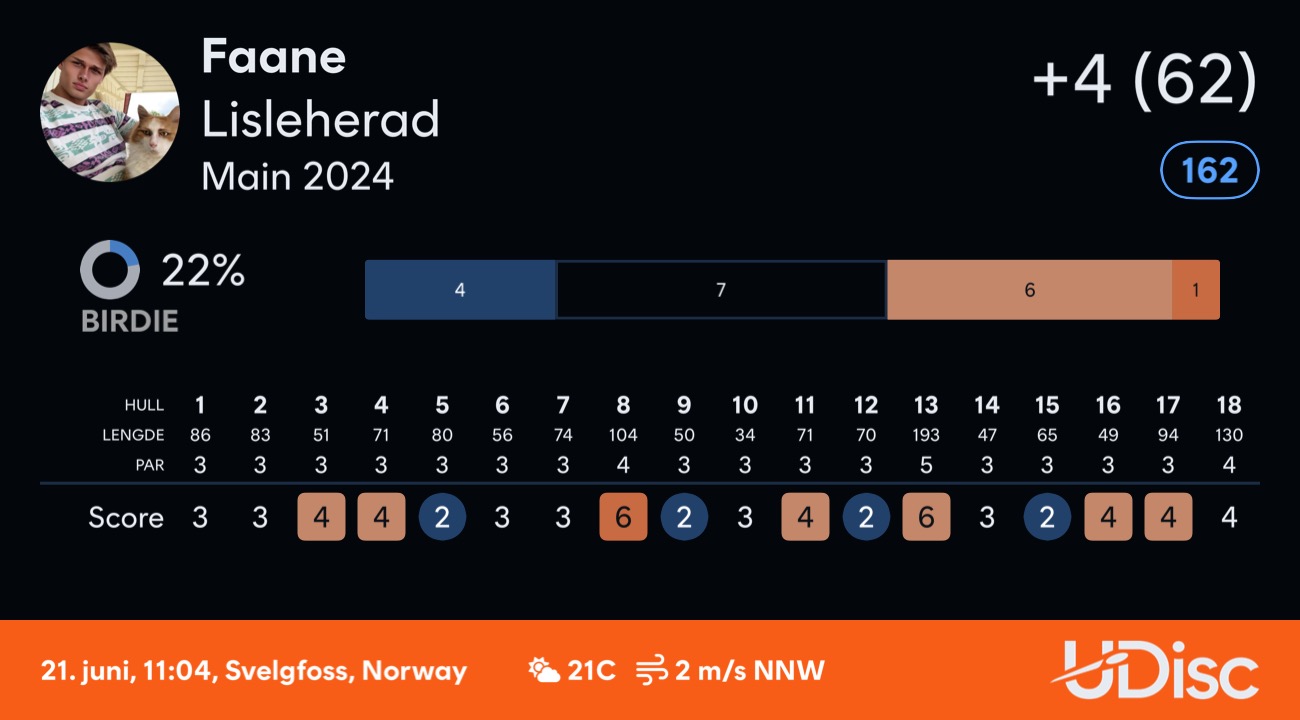 Faane
Lisleherad
Main 2024
+4 (62)
162
22%
BIRDIE
4 7 6 1
HULL 1 2 3 4 5 6 7 8 9 10 11 12 13 14 15 16 17 18
LENGDE 86 83 51 71 80 56 74 104 50 34 71 70 193 47 65 49 94 130
PAR 3 3 3 3 3 3 3 4 3 3 3 3 5 3 3 3 3 4
Score 3 3 4 4 2 3 3 6 2 3 4 2 6 3 2 4 4 4
21. juni, 11:04, Svelgfoss, Norway 21C 2 m/s NNW
UDisc